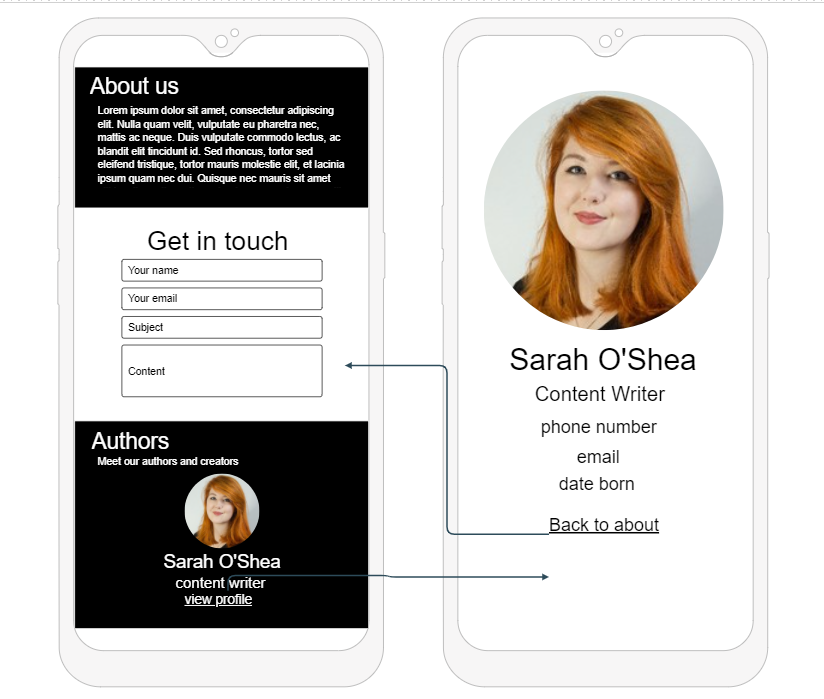 About us
Lorem ipsum dolor sit amet, consectetur adipiscing
elit. Nulla quam velit, vulputate eu pharetra nec,
mattis ac neque. Duis vulputate commodo lectus, ac
blandit elit tincidunt id. Sed rhoncus, tortor sed
eleifend tristique, tortor mauris molestie elit, et lacinia
ipsum quam nec dui. Quisque nec mauris sit amet
Get in touch
Your name
Your email
Subject
Content
Authors
Meet our authors and creators
Sarah O'Shea
content writer
view profile
Sarah O'Shea
Content Writer
phone number
email
date born
Back to about